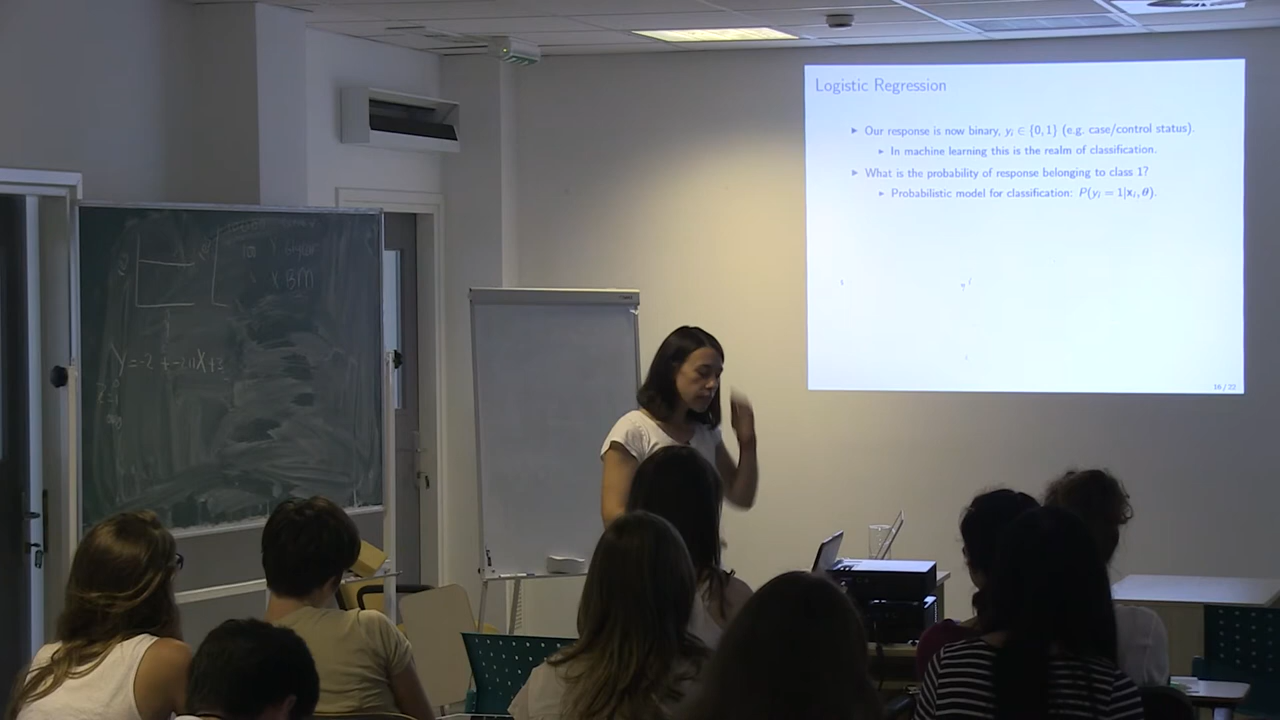 Logistic Regression
Our response is now binary, yᵢ ∈ {0, 1} (e.g. case/control status).
In machine learning this is the realm of classification.
What is the probability of response belonging to class 1?
Probabilistic model for classification: P(yᵢ = 1|xᵢ, θ).
16 / 22
100
BM